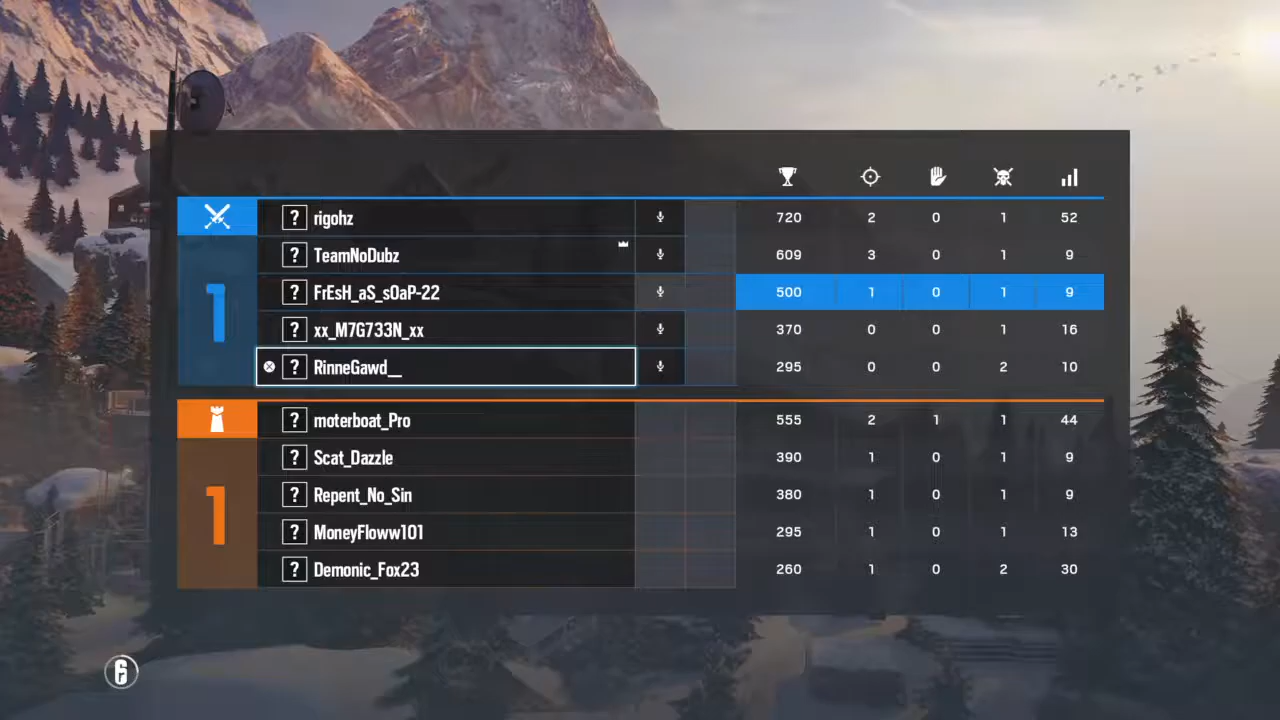 ? rigohz 720 2 0 1 52
? TeamNoDubz 609 3 0 1 9
1
? FrEsH_aS_sOaP-22 500 1 0 1 9
? xx_M7G733N_xx 370 0 0 1 16
? RinneGawd__ 295 0 0 2 10
? moterboat_Pro 555 2 1 1 44
? Scat_Dazzle 390 1 0 1 9
1
? Repent_No_Sin 380 1 0 1 9
? MoneyFloww101 295 1 0 1 13
? Demonic_Fox23 260 1 0 2 30
6